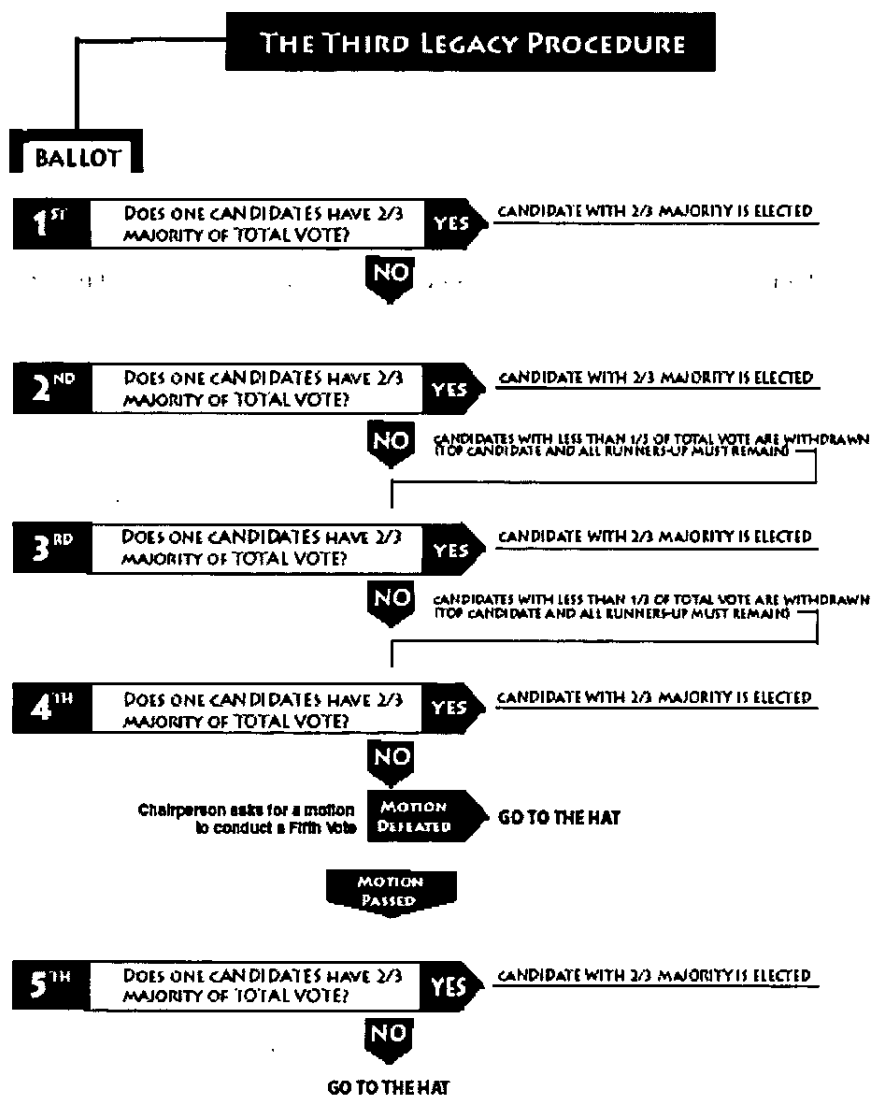 THE THIRD LEGACY PROCEDURE
BALLOT
1ST
DOES ONE CANDIDATES HAVE 2/3
MAJORITY OF TOTAL VOTE?
YES
CANDIDATE WITH 2/3 MAJORITY IS ELECTED
NO
2ND
DOES ONE CANDIDATES HAVE 2/3
MAJORITY OF TOTAL VOTE?
YES
CANDIDATE WITH 2/3 MAJORITY IS ELECTED
NO
CANDIDATES WITH LESS THAN 1/3 OF TOTAL VOTE ARE WITHDRAWN
(TOP CANDIDATE AND ALL RUNNERS-UP MUST REMAIN)
3RD
DOES ONE CANDIDATES HAVE 2/3
MAJORITY OF TOTAL VOTE?
YES
CANDIDATE WITH 2/3 MAJORITY IS ELECTED
NO
CANDIDATES WITH LESS THAN 1/3 OF TOTAL VOTE ARE WITHDRAWN
(TOP CANDIDATE AND ALL RUNNERS-UP MUST REMAIN)
4TH
DOES ONE CANDIDATES HAVE 2/3
MAJORITY OF TOTAL VOTE?
YES
CANDIDATE WITH 2/3 MAJORITY IS ELECTED
NO
Chairperson asks for a motion
to conduct a Fifth Vote
MOTION
DEFEATED
GO TO THE HAT
MOTION
PASSED
5TH
DOES ONE CANDIDATES HAVE 2/3
MAJORITY OF TOTAL VOTE?
YES
CANDIDATE WITH 2/3 MAJORITY IS ELECTED
NO
GO TO THE HAT